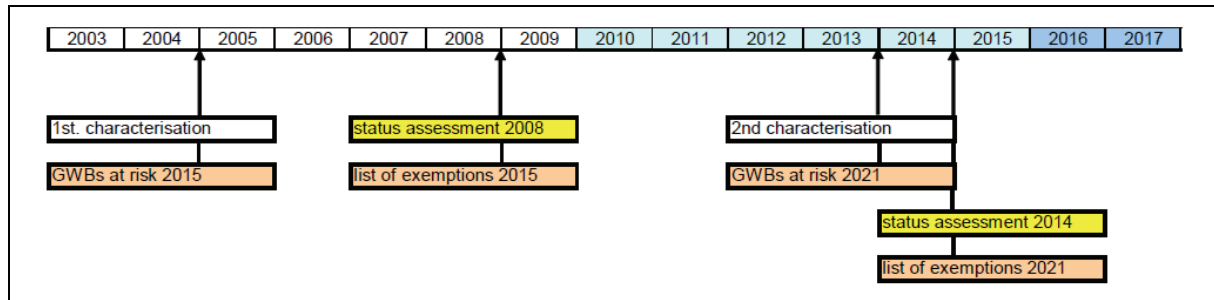 2003 2004 2005 2006 2007 2008 2009 2010 2011 2012 2013 2014 2015 2016 2017
1st. characterisation
status assessment 2008
2nd characterisation
GWBs at risk 2015
list of exemptions 2015
GWBs at risk 2021
status assessment 2014
list of exemptions 2021